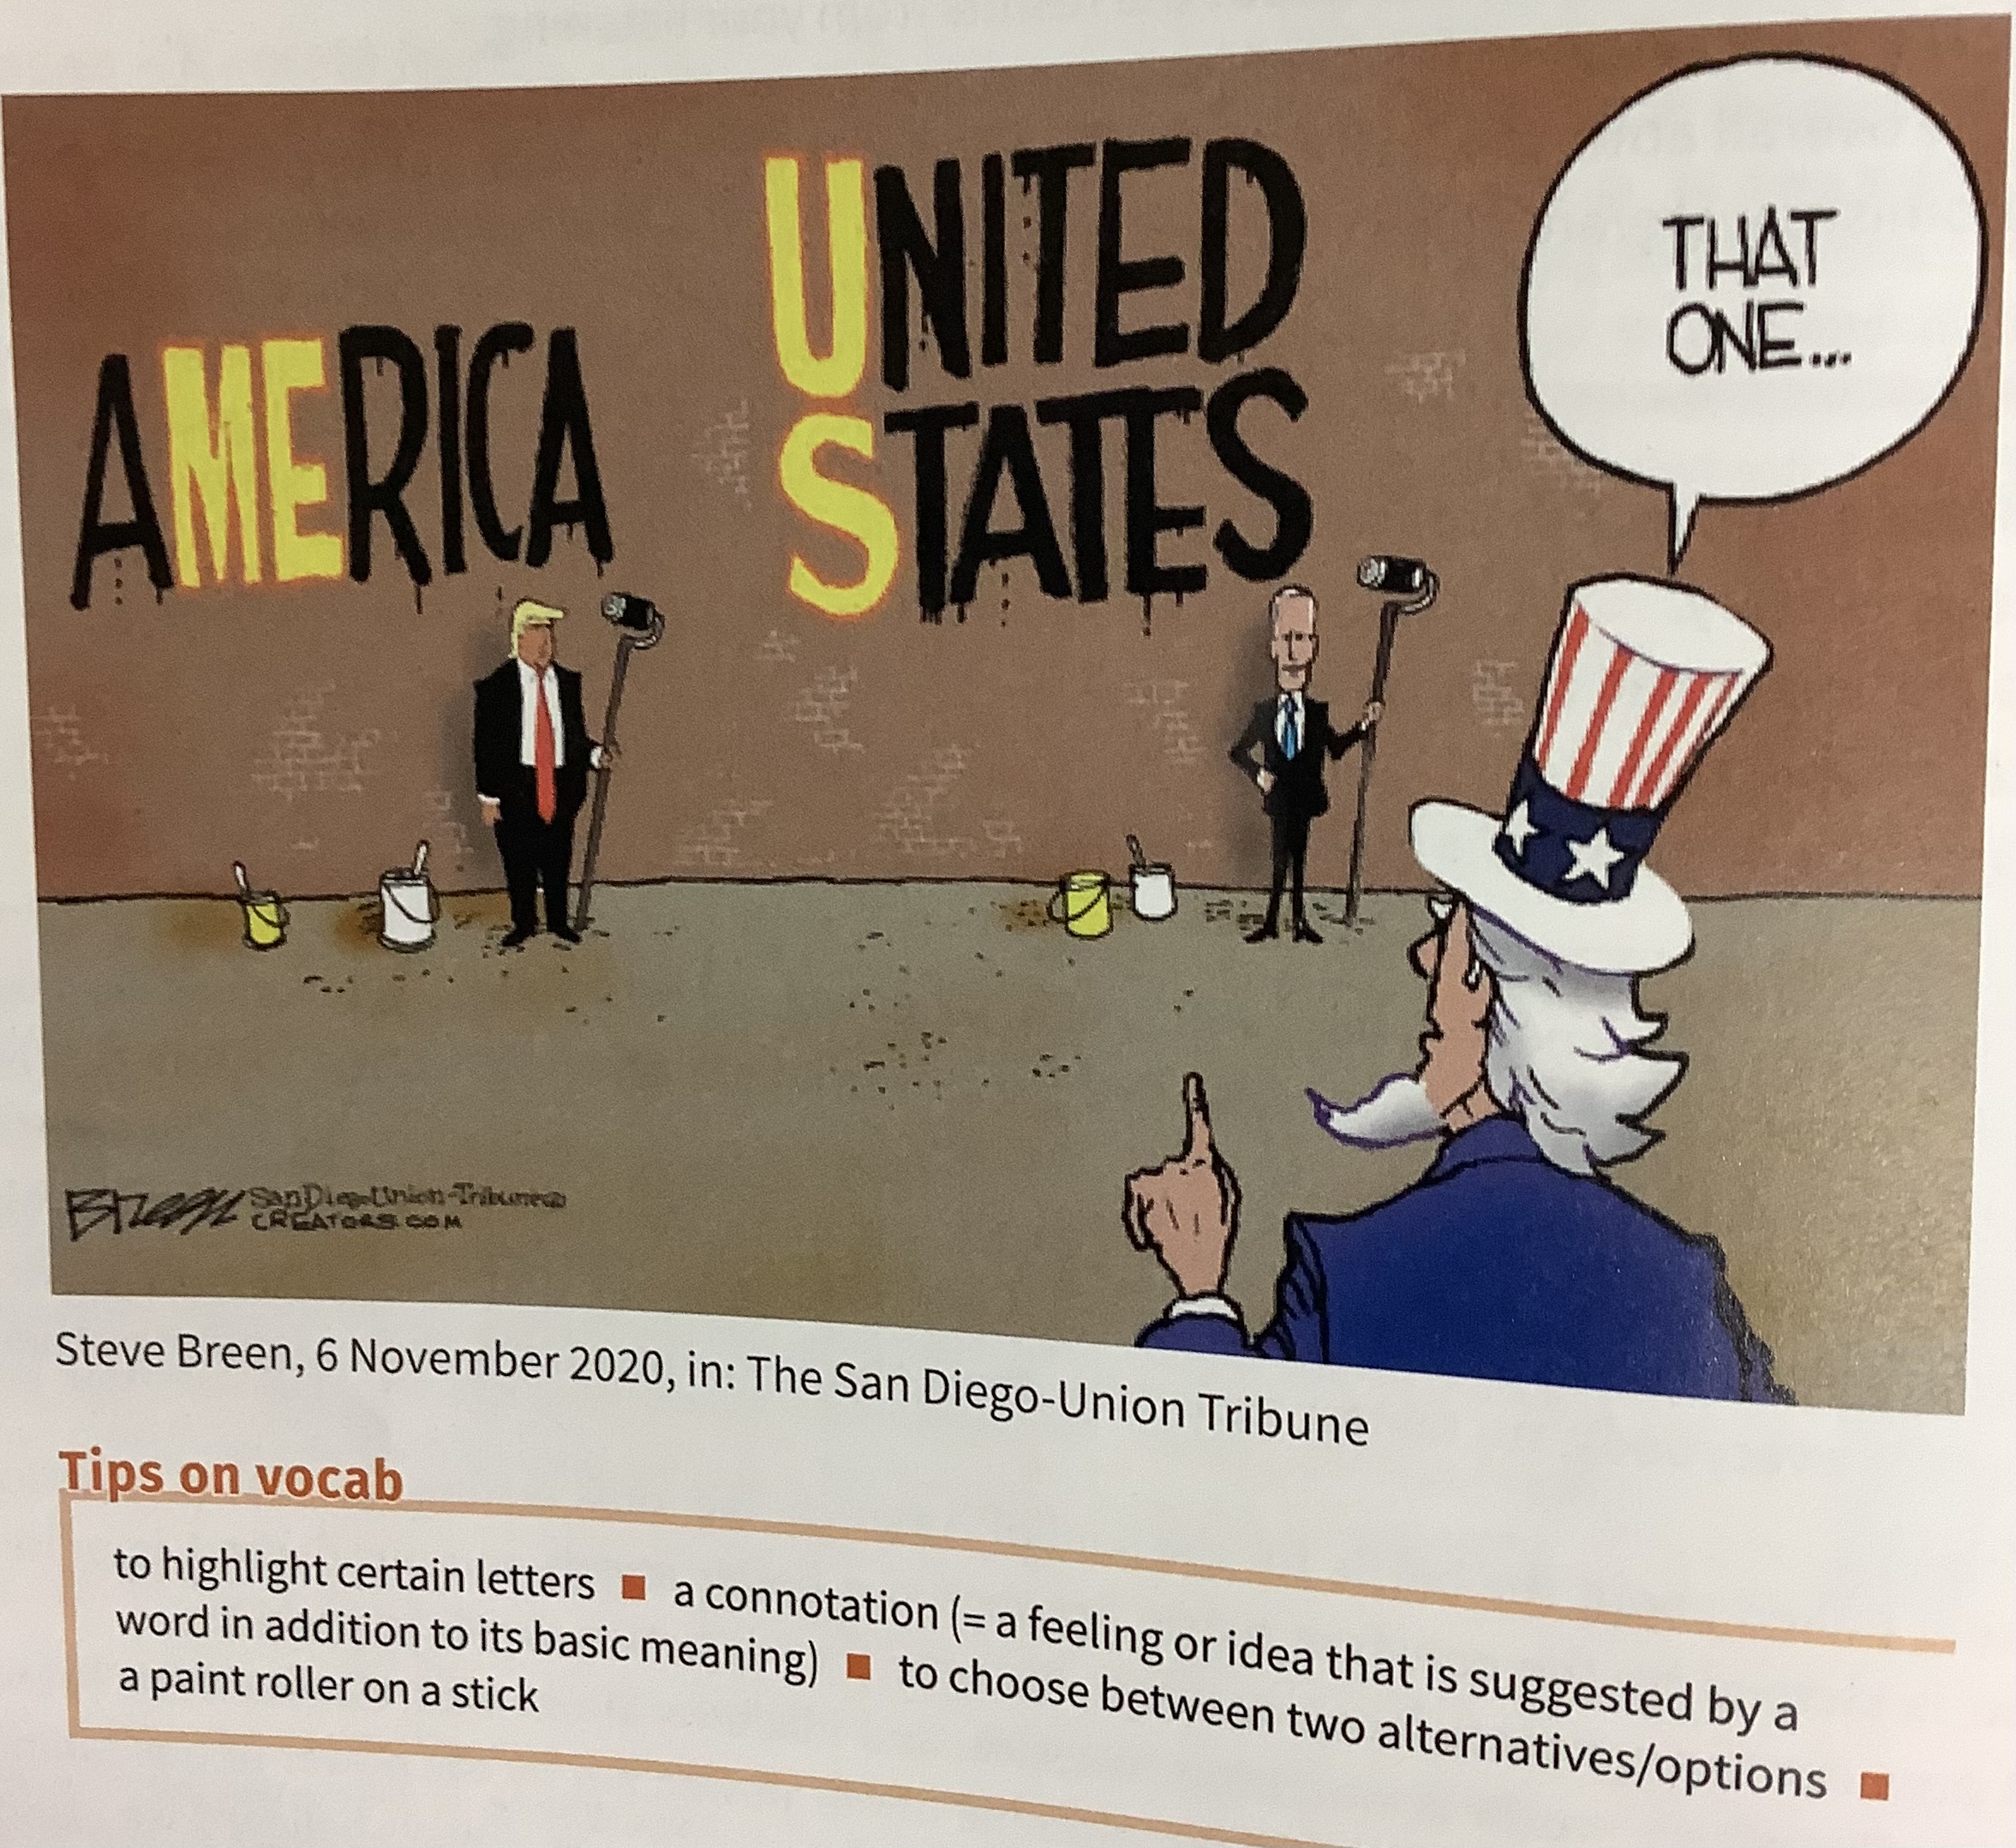 AMERICA
UNITED
STATES
THAT
ONE...
Breen San Diego Union-Tribune
CREATORS.COM
Steve Breen, 6 November 2020, in: The San Diego-Union Tribune
Tips on vocab
to highlight certain letters ■ a connotation (= a feeling or idea that is suggested by a
word in addition to its basic meaning) ■ to choose between two alternatives/options ■
a paint roller on a stick